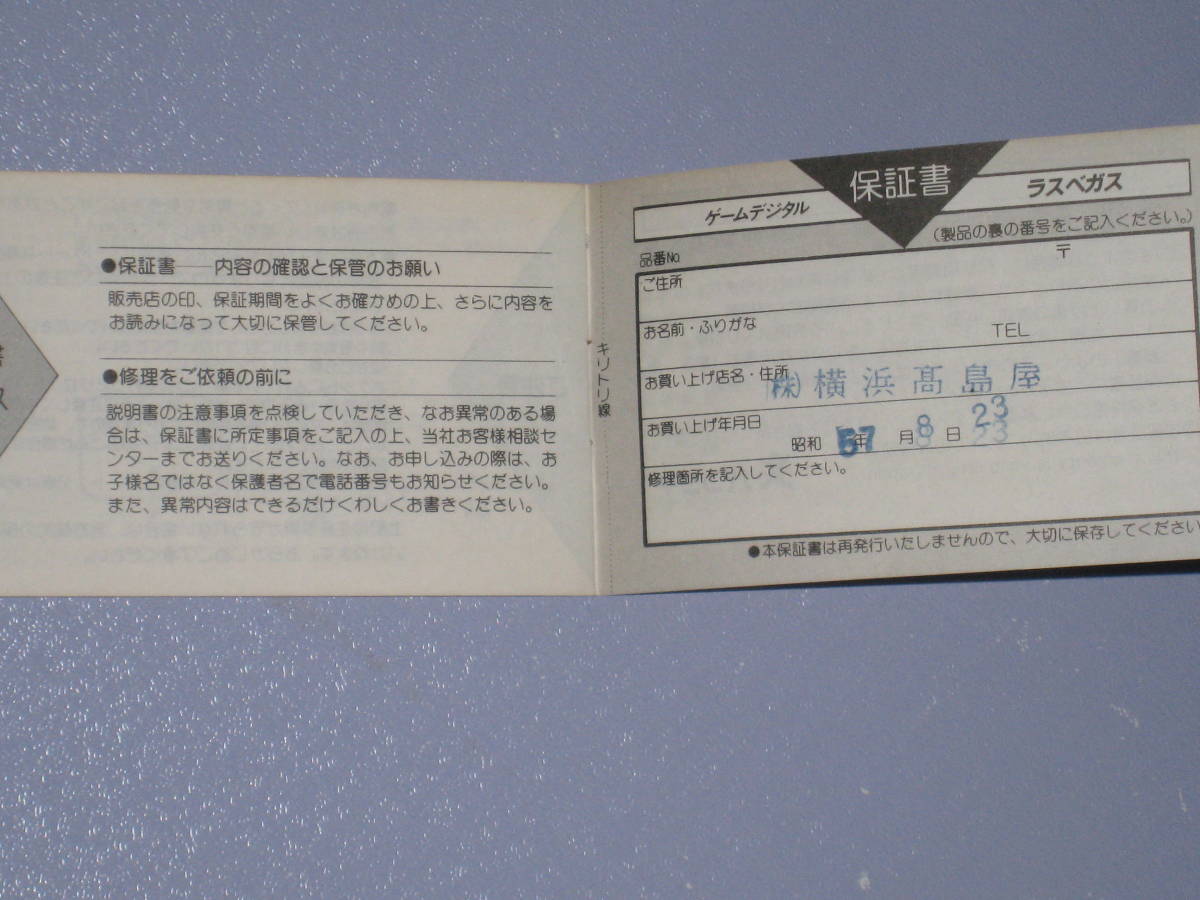 ●保証書──内容の確認と保管のお願い
販売店の印、保証期間をよくお確かめの上、さらに内容を
お読みになって大切に保管してください。
●修理をご依頼の前に
説明書の注意事項を点検していただき、なお異常のある場
合は、保証書に所定事項をご記入の上、当社お客様相談セ
ンターまでお送りください。なお、お申し込みの際は、お
子様名ではなく保護者名で電話番号もお知らせください。
また、異常内容はできるだけくわしくお書きください。
ス
キリトリ線
保証書
ゲームデジタル
ラスベガス
(製品の裏の番号をご記入ください。)
品番No.
ご住所
〒
お名前・ふりがな
TEL
お買い上げ店名・住所
㈱横浜髙島屋
お買い上げ年月日
昭和 57 年 8 月 23 日
修理箇所を記入してください。
●本保証書は再発行いたしませんので、大切に保存してください